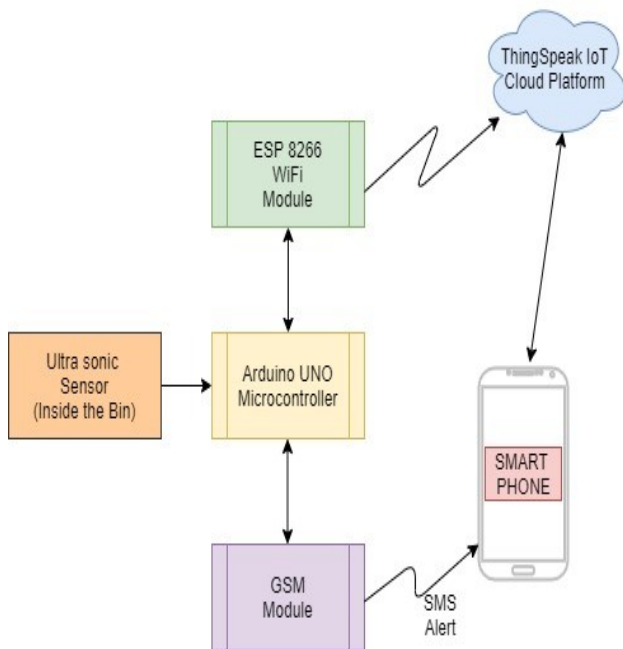 ThingSpeak IoT
Cloud Platform
ESP 8266
WiFi
Module
Ultra sonic
Sensor
(Inside the Bin)
Arduino UNO
Microcontroller
SMART
PHONE
GSM
Module
SMS
Alert